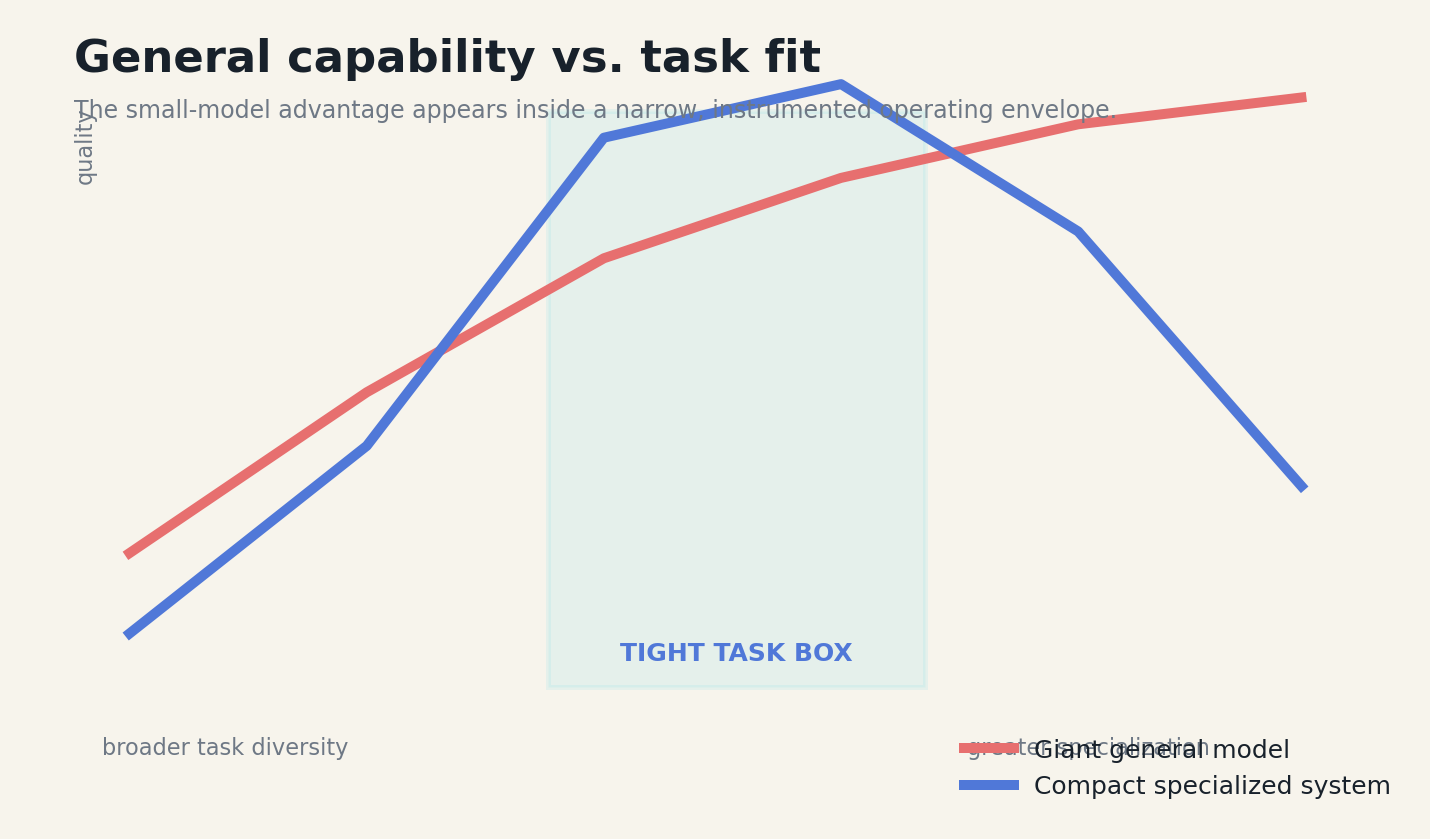 General capability vs. task fit
The small-model advantage appears inside a narrow, instrumented operating envelope.
quality
TIGHT TASK BOX
broader task diversity
greater specialization
Giant general model
Compact specialized system